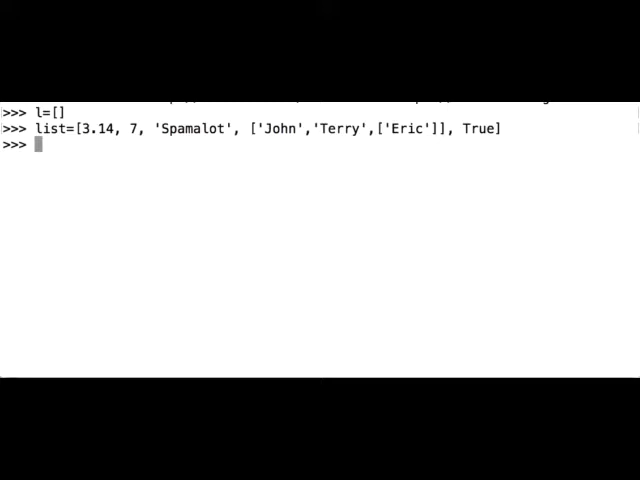 >>> l=[]
>>> list=[3.14, 7, 'Spamalot', ['John','Terry',['Eric']], True]
>>>